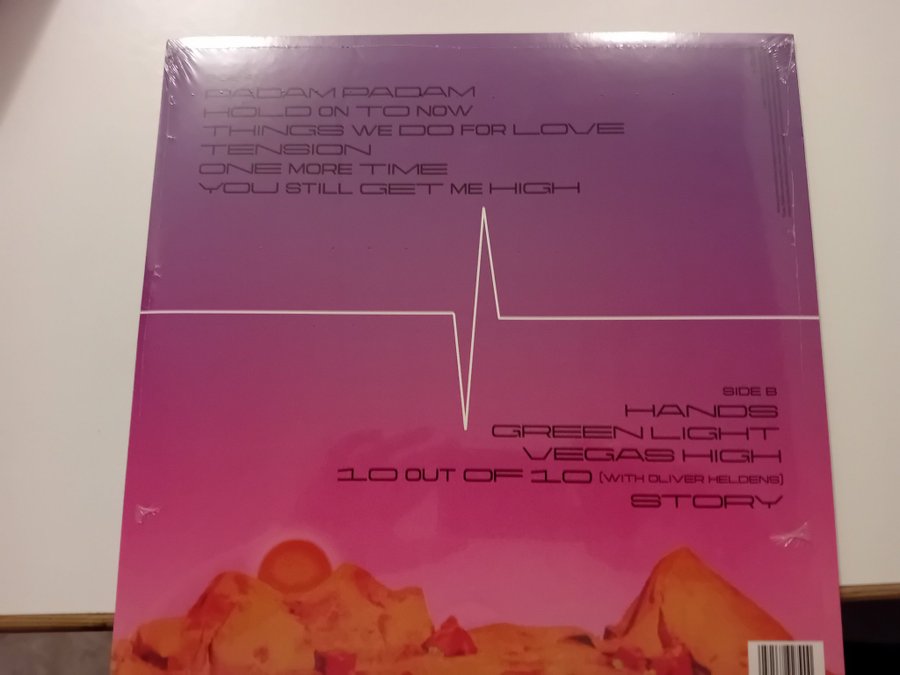 PADAM PADAM
HOLD ON TO NOW
THINGS WE DO FOR LOVE
TENSION
ONE MORE TIME
YOU STILL GET ME HIGH
SIDE B
HANDS
GREEN LIGHT
VEGAS HIGH
10 OUT OF 10 (WITH OLIVER HELDENS)
STORY